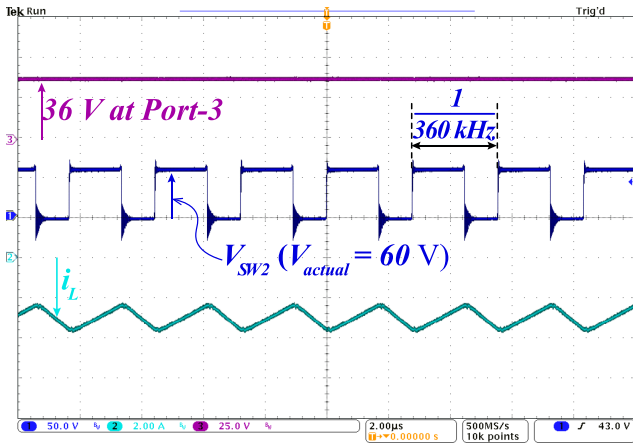 Tek Run Trig'd
T
T
36 V at Port-3
1
360 kHz
3
1
V_SW2 (V_actual = 60 V)
2
i_L
1 50.0 V 2 2.00 A 3 25.0 V 2.00µs 500MS/s 1 43.0 V
T→▼0.00000 s 10k points